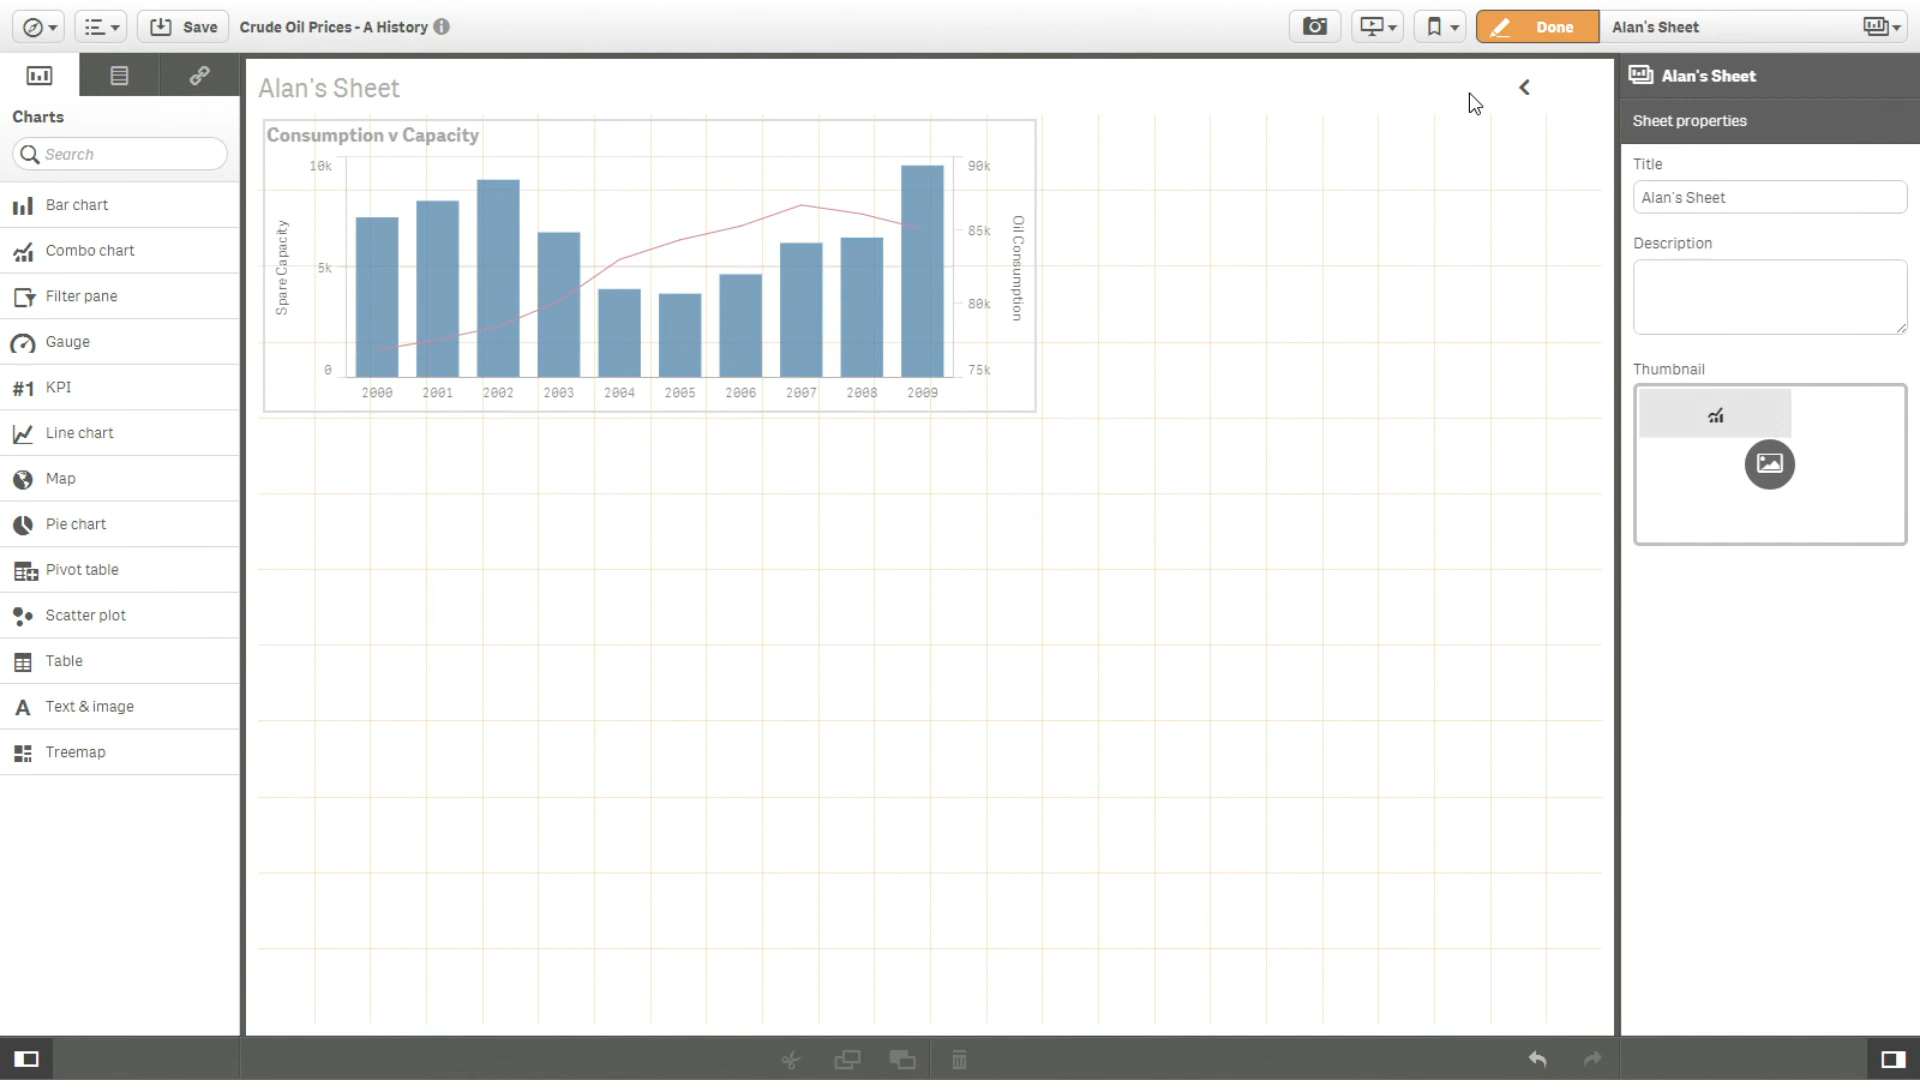 Save
Crude Oil Prices - A History
Done
Alan's Sheet
Charts
Search
Bar chart
Combo chart
Filter pane
Gauge
#1 KPI
Line chart
Map
Pie chart
Pivot table
Scatter plot
Table
A Text & image
Treemap
Alan's Sheet
Consumption v Capacity
10k
5k
0
Spare Capacity
90k
85k
80k
75k
Oil Consumption
2000 2001 2002 2003 2004 2005 2006 2007 2008 2009
Alan's Sheet
Sheet properties
Title
Alan's Sheet
Description
Thumbnail